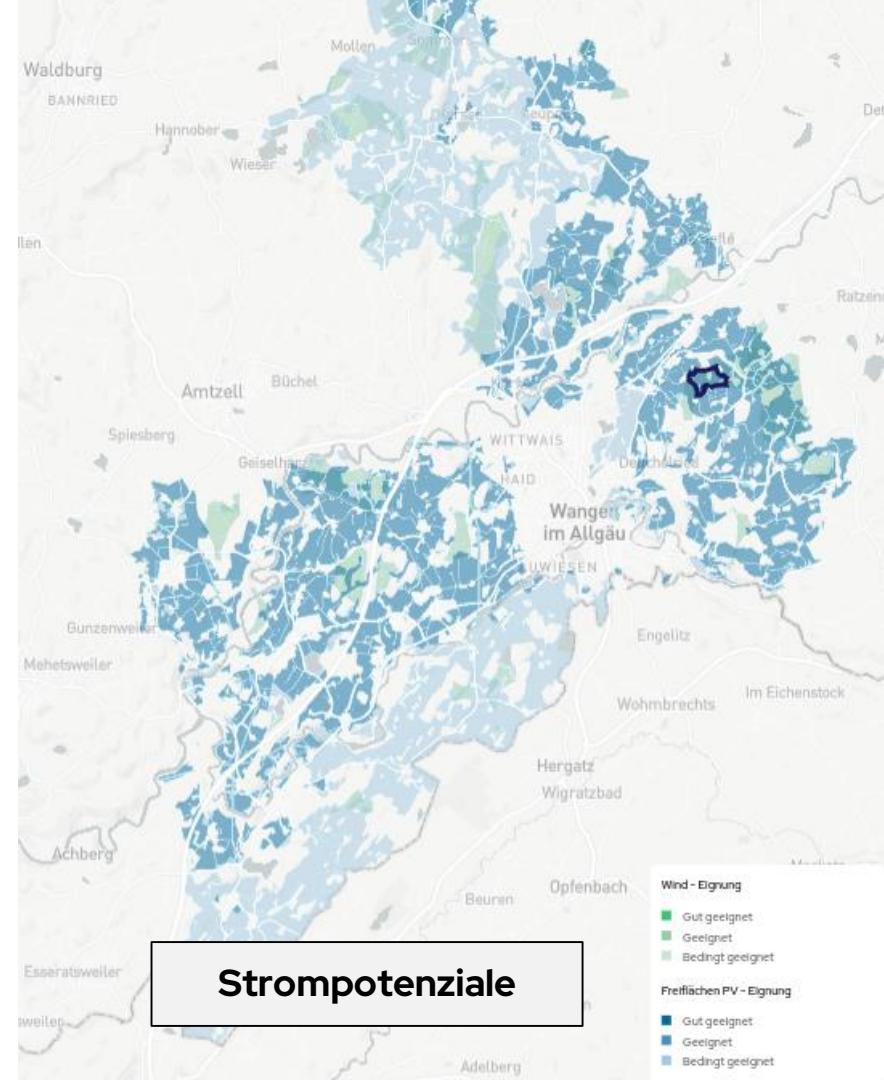 Mollen
Waldburg
BANNRIED
Hannober
Wieser
Ratzen
Amtzell
Büchel
Spiesberg
WITTWAIS
Geiselharz
HAID
Wangen
im Allgäu
Gunzenweiler
Engelitz
Mehetsweiler
Im Eichenstock
Wohmbrechts
Hergatz
Wigratzbad
Achberg
Opfenbach
Beuren
Wind - Eignung
Gut geeignet
Geeignet
Bedingt geeignet
Esseratsweiler
Strompotenziale
Freiflächen PV - Eignung
Gut geeignet
Geeignet
Bedingt geeignet
sweiler
Adelberg